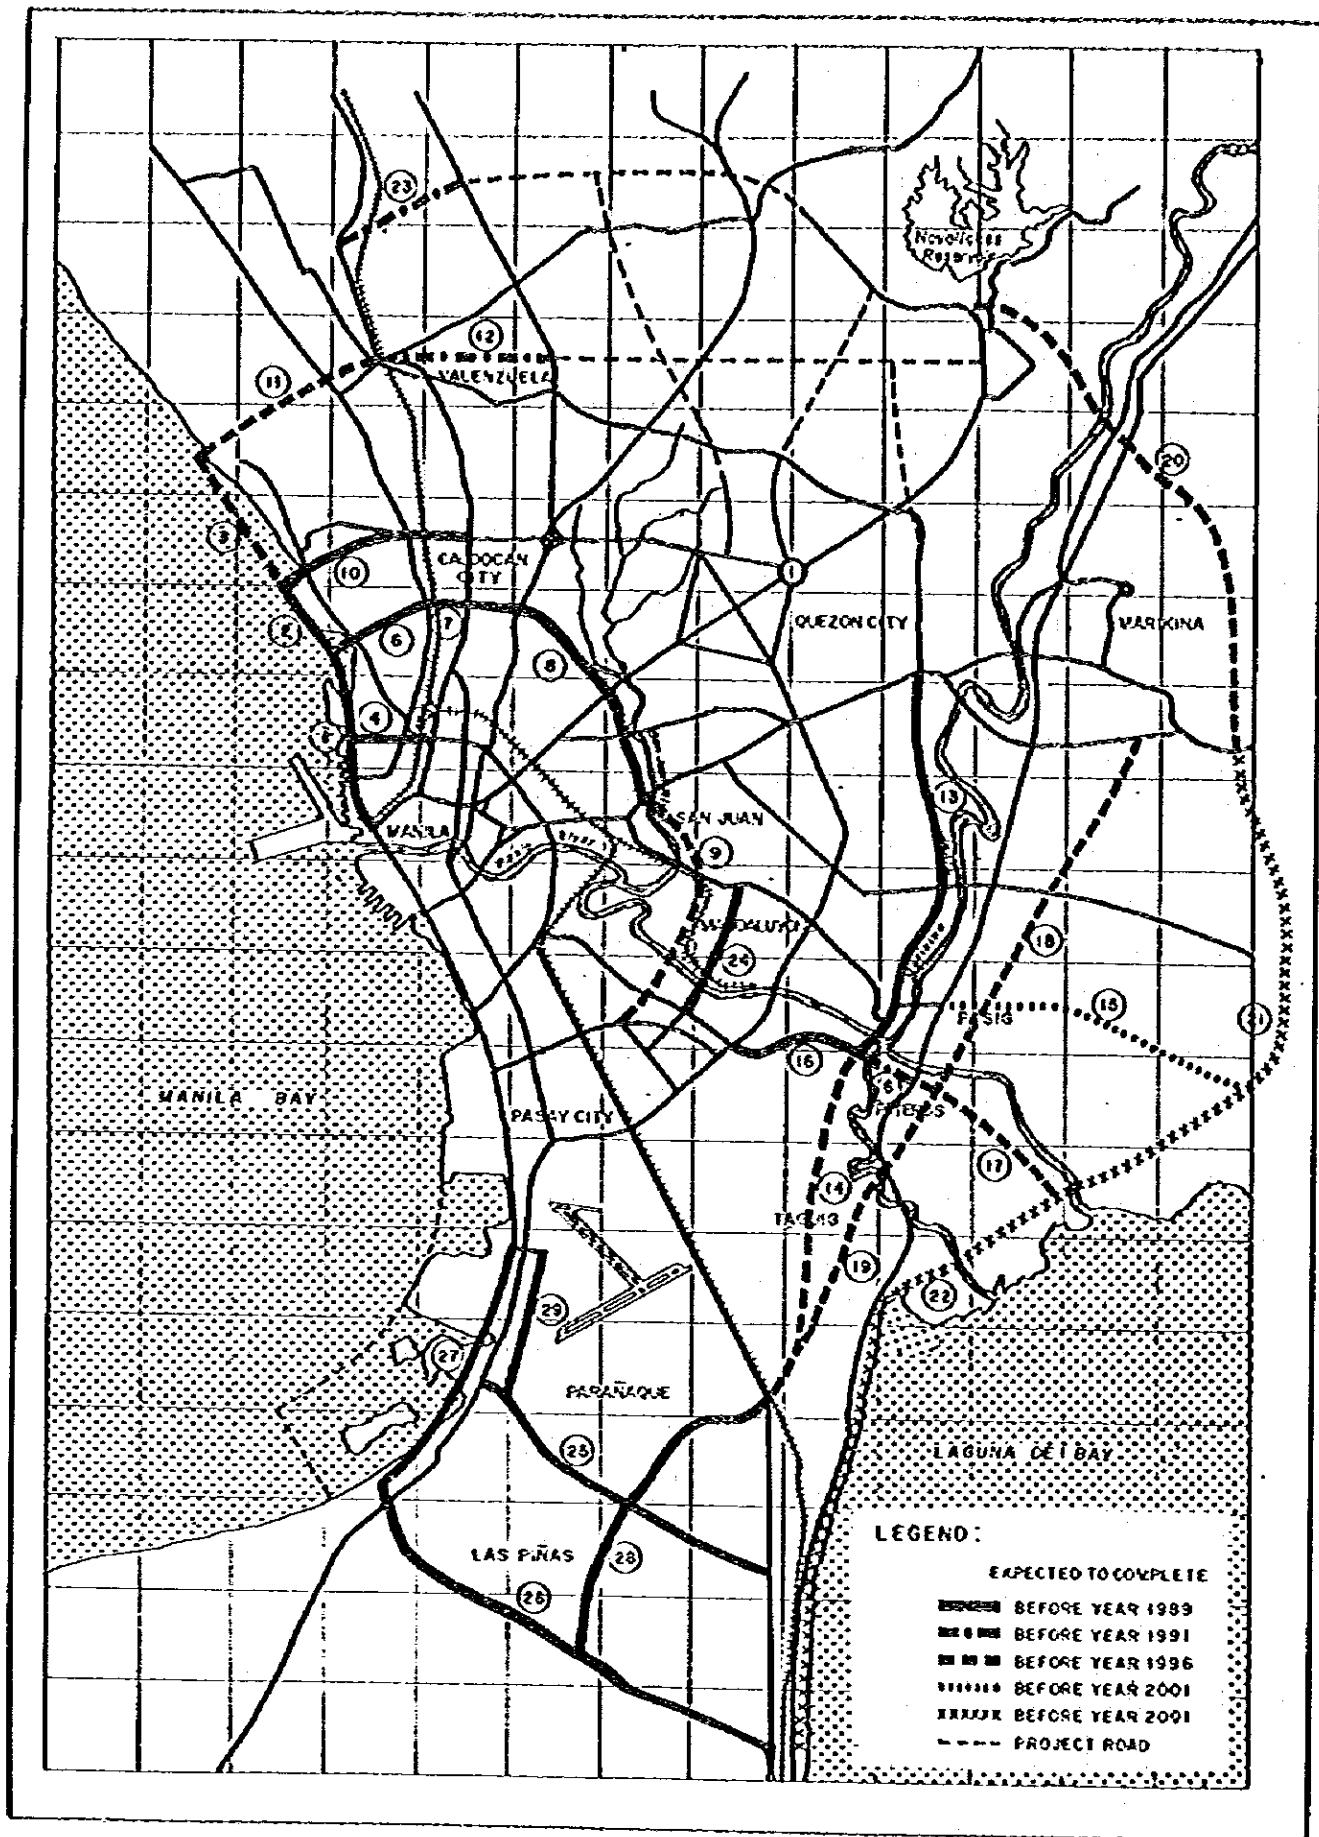 23
Novaliches
12
VALENZUELA
11
20
3
10
CALOOCAN
CITY
1
2
6
7
QUEZON CITY
MARIKINA
8
4
5
13
SAN JUAN
MANILA
River
9
18
24
15
PASIG
21
16
MANILA BAY
PASAY CITY
PATEROS
17
14
TAGUIG
19
22
29
27
PARAÑAQUE
25
LAGUNA DE BAY
LAS PIÑAS
28
26
LEGEND:
EXPECTED TO COMPLETE
BEFORE YEAR 1989
BEFORE YEAR 1991
BEFORE YEAR 1996
BEFORE YEAR 2001
BEFORE YEAR 2001
PROJECT ROAD